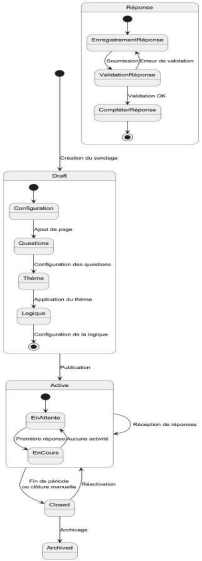 Réponse
EnregistrementRéponse
Soumission
Erreur de validation
ValidationRéponse
Validation OK
CompléterRéponse
Création du sondage
Draft
Configuration
Ajout de page
Questions
Configuration des questions
Thème
Application du thème
Logique
Configuration de la logique
Publication
Active
EnAttente
Première réponse
Aucune activité
EnCours
Réception de réponses
Fin de période
ou clôture manuelle
Réactivation
Closed
Archivage
Archived